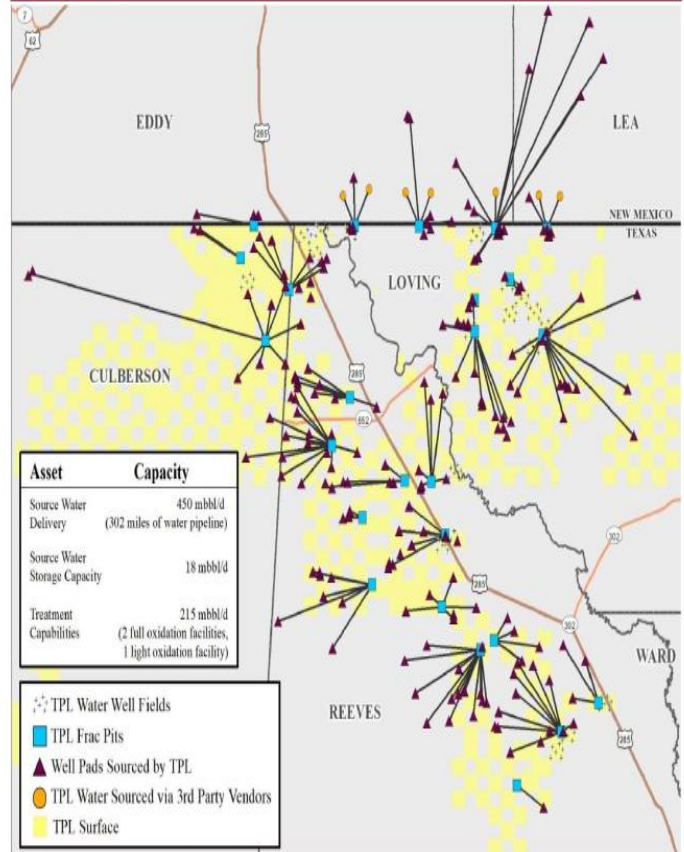 7
62
EDDY
285
LEA
NEW MEXICO
TEXAS
LOVING
CULBERSON
285
652
Asset Capacity
Source Water 450 mbbl/d
Delivery (302 miles of water pipeline)
Source Water
Storage Capacity 18 mbbl/d
Treatment 215 mbbl/d
Capabilities (2 full oxidation facilities,
1 light oxidation facility)
302
285
302
WARD
REEVES
285
TPL Water Well Fields
TPL Frac Pits
Well Pads Sourced by TPL
TPL Water Sourced via 3rd Party Vendors
TPL Surface